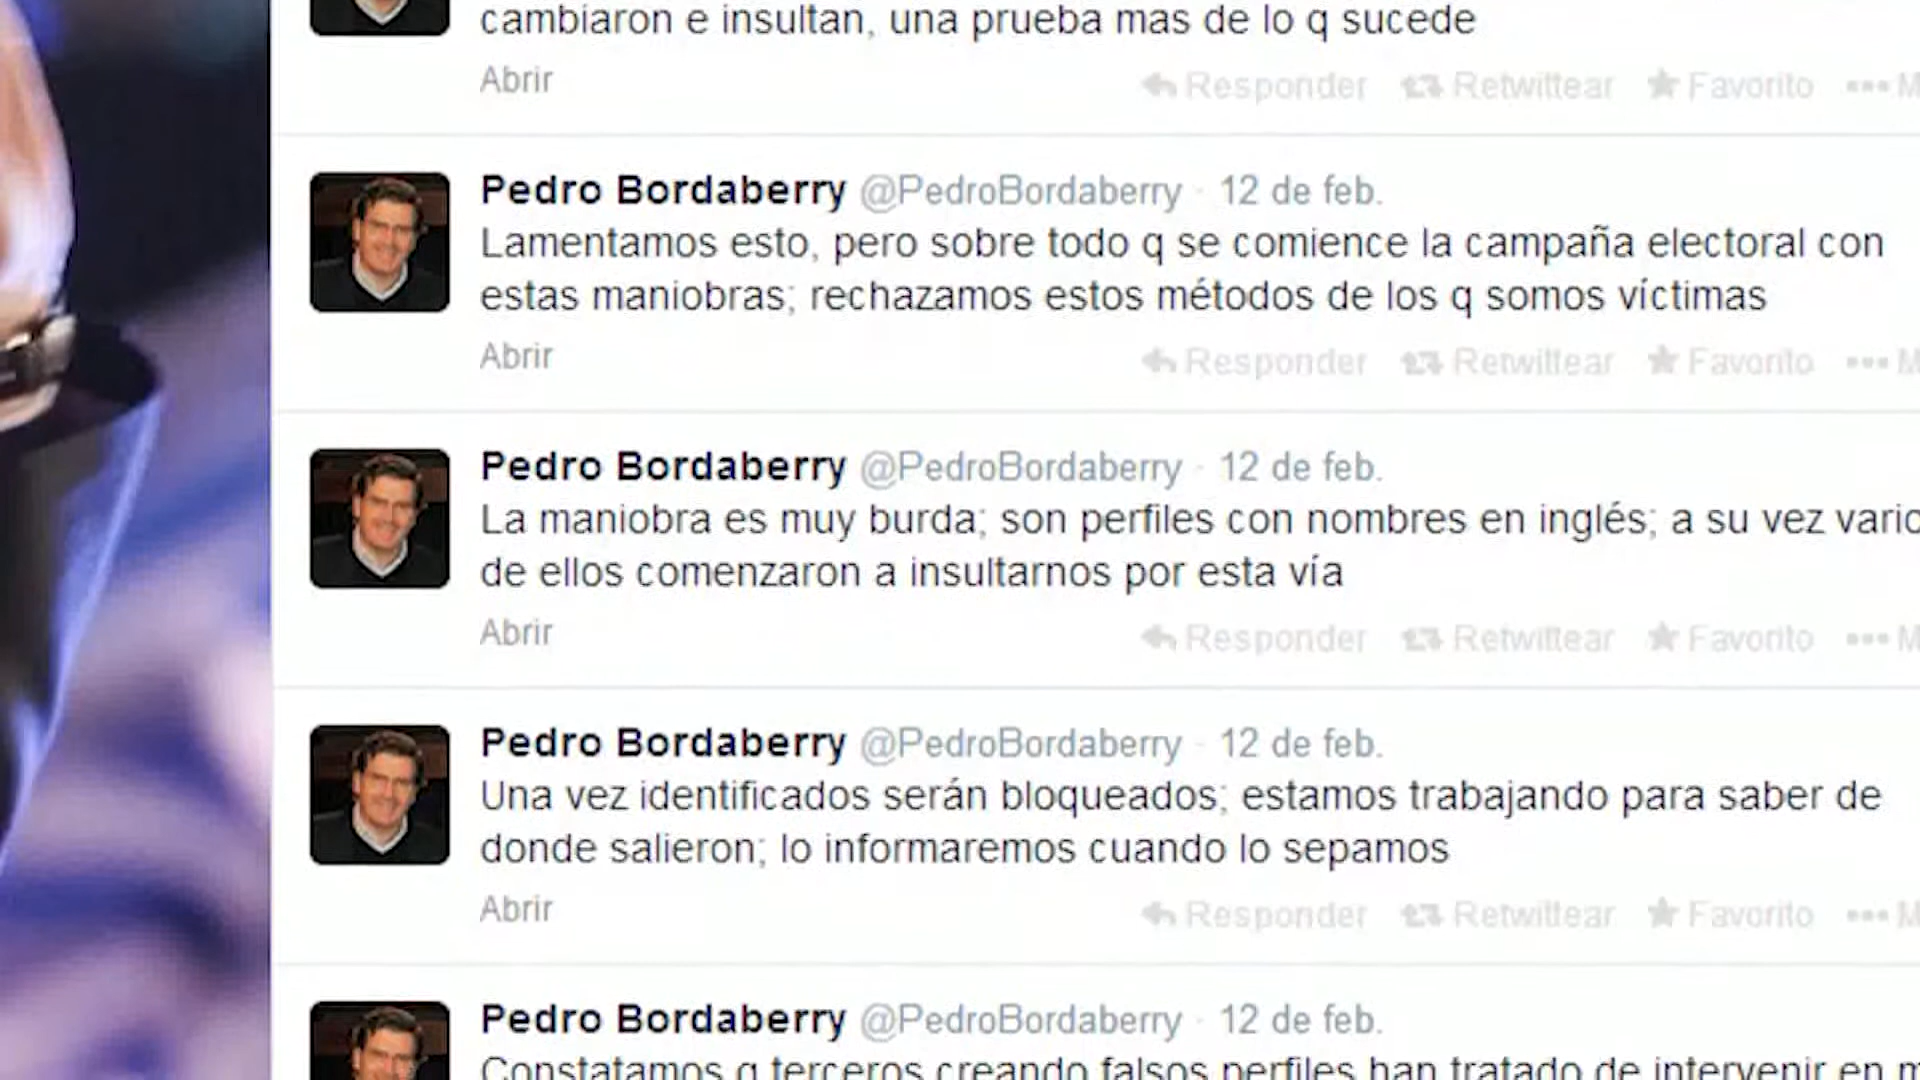 cambiaron e insultan, una prueba mas de lo q sucede
Abrir
Responder Retwittear Favorito
Pedro Bordaberry @PedroBordaberry · 12 de feb.
Lamentamos esto, pero sobre todo q se comience la campaña electoral con
estas maniobras; rechazamos estos métodos de los q somos víctimas
Abrir
Responder Retwittear Favorito
Pedro Bordaberry @PedroBordaberry · 12 de feb.
La maniobra es muy burda; son perfiles con nombres en inglés; a su vez
de ellos comenzaron a insultarnos por esta vía
Abrir
Responder Retwittear Favorito
Pedro Bordaberry @PedroBordaberry · 12 de feb.
Una vez identificados serán bloqueados; estamos trabajando para saber de
donde salieron; lo informaremos cuando lo sepamos
Abrir
Responder Retwittear Favorito
Pedro Bordaberry @PedroBordaberry · 12 de feb.
Constatamos q terceros creando falsos perfiles han tratado de intervenir en